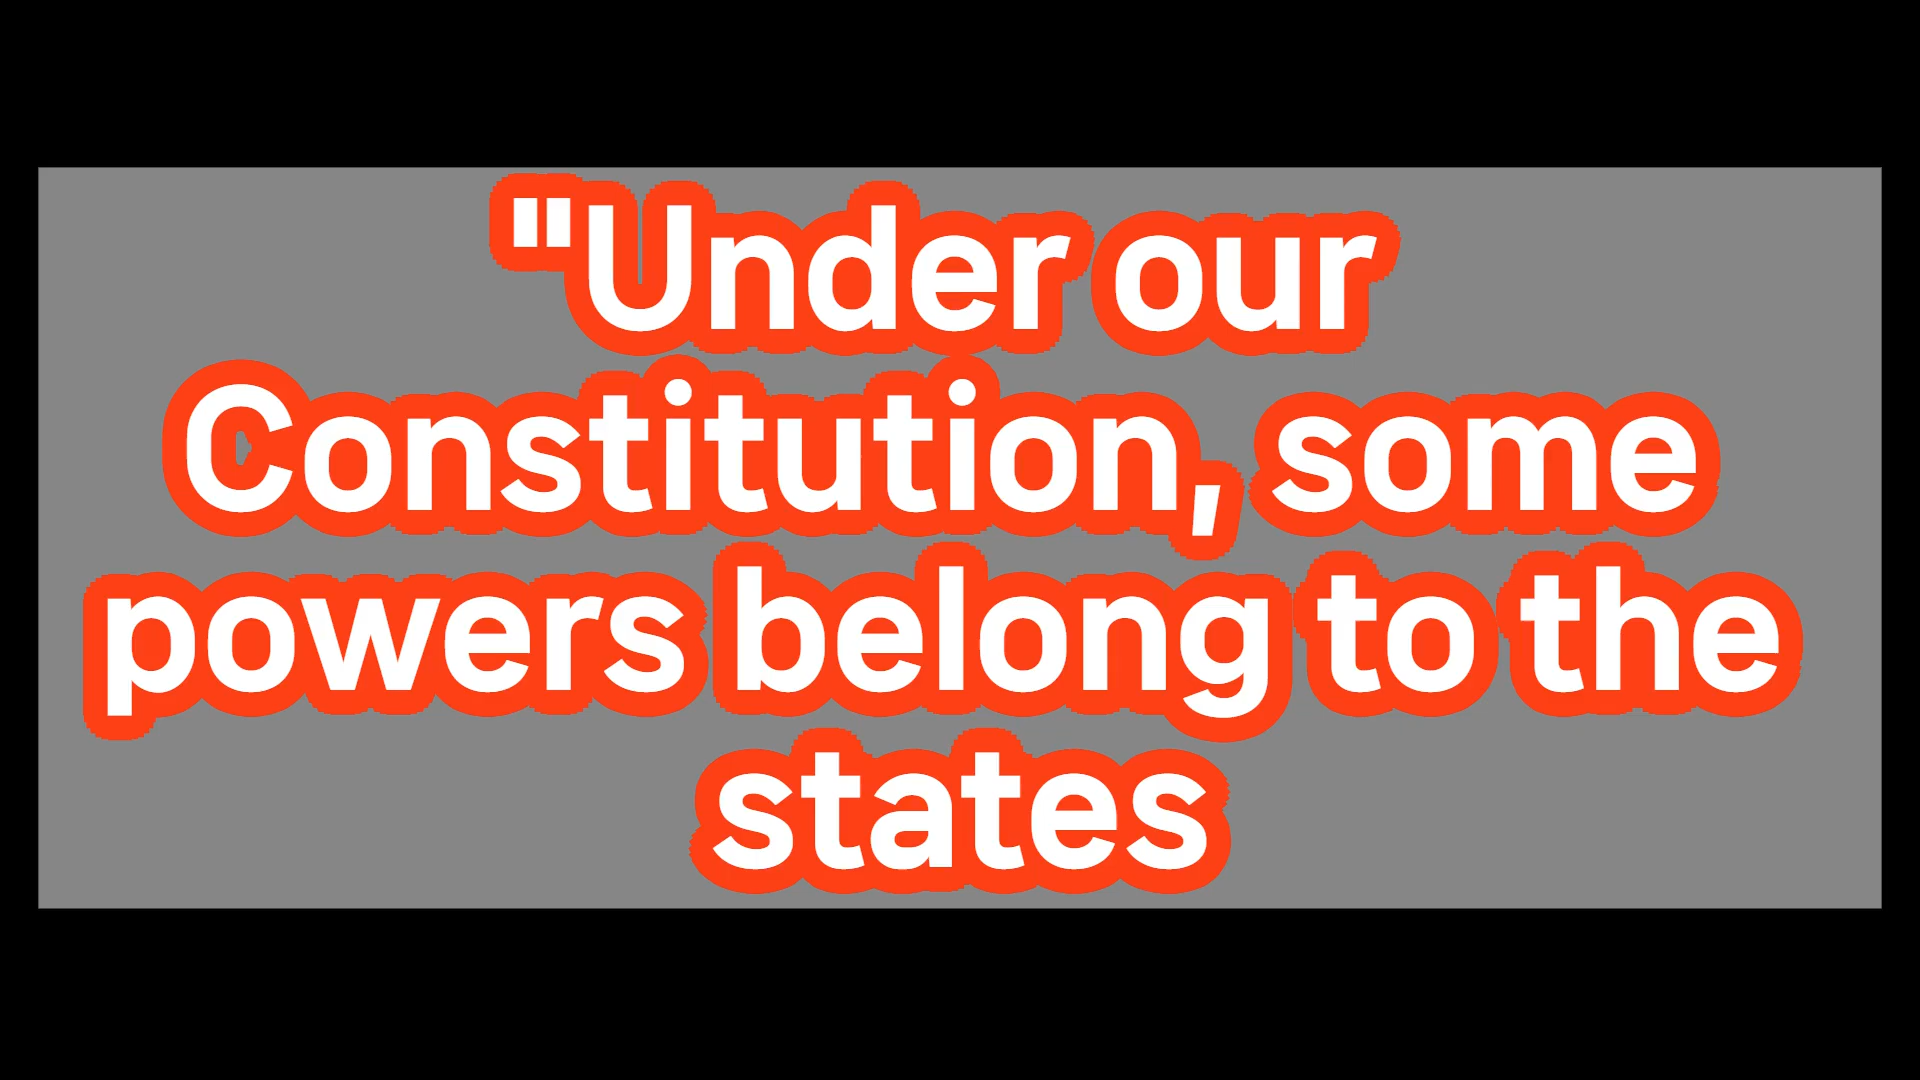 "Under our
Constitution, some
powers belong to the
states